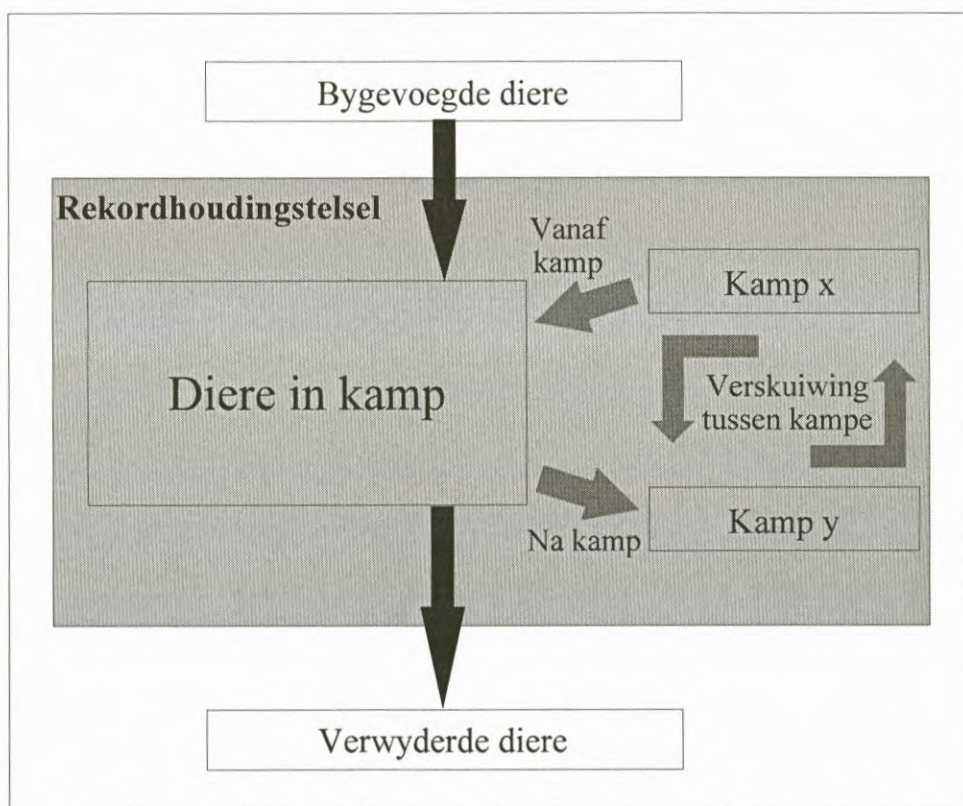 Bygevoegde diere
Rekordhoudingstelsel
Vanaf
kamp
Kamp x
Diere in kamp
Verskuiwing
tussen kampe
Na kamp
Kamp y
Verwyderde diere